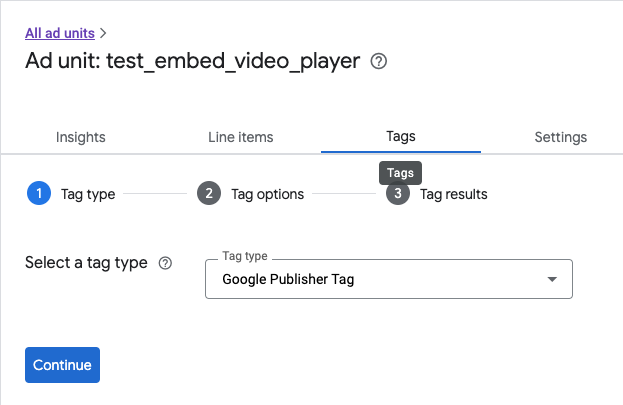 All ad units >
Ad unit: test_embed_video_player ?
Insights Line items Tags Settings
Tags
1 Tag type 2 Tag options 3 Tag results
Select a tag type ?
Tag type
Google Publisher Tag
Continue